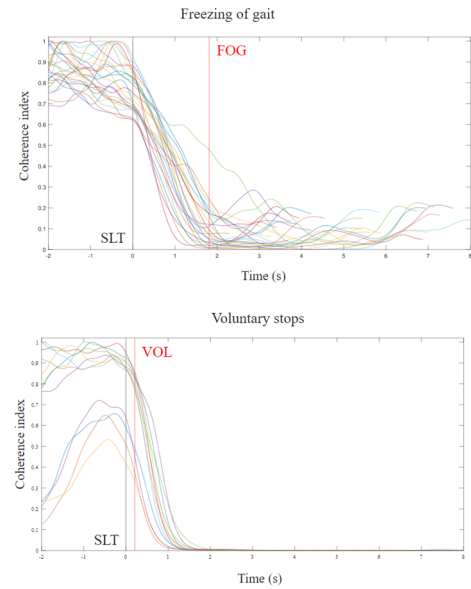 Freezing of gait
1
0.9
0.8
0.7
0.6
0.5
0.4
0.3
0.2
0.1
0
Coherence index
FOG
SLT
-2 -1 0 1 2 3 4 5 6 7 8
Time (s)
Voluntary stops
1
0.9
0.8
0.7
0.6
0.5
0.4
0.3
0.2
0.1
0
Coherence index
VOL
SLT
-2 -1 0 1 2 3 4 5 6 7 8
Time (s)